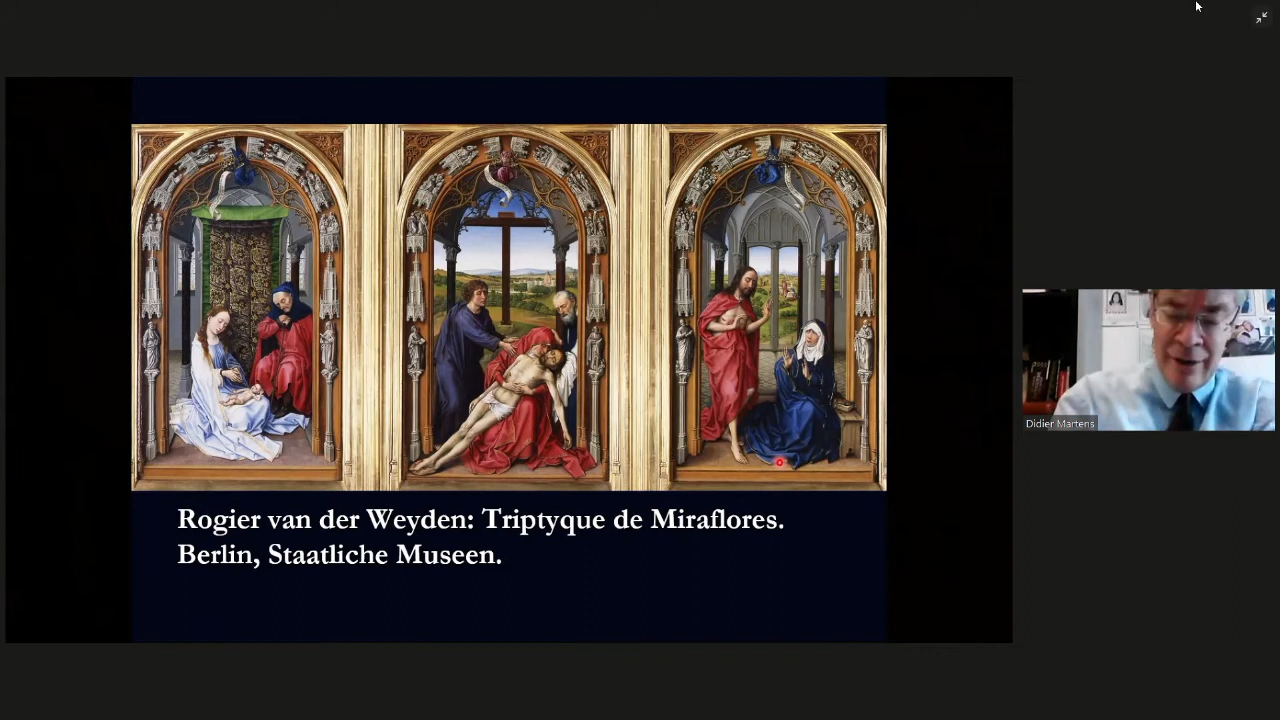 Rogier van der Weyden: Triptyque de Miraflores.
Berlin, Staatliche Museen.
Didier Martens